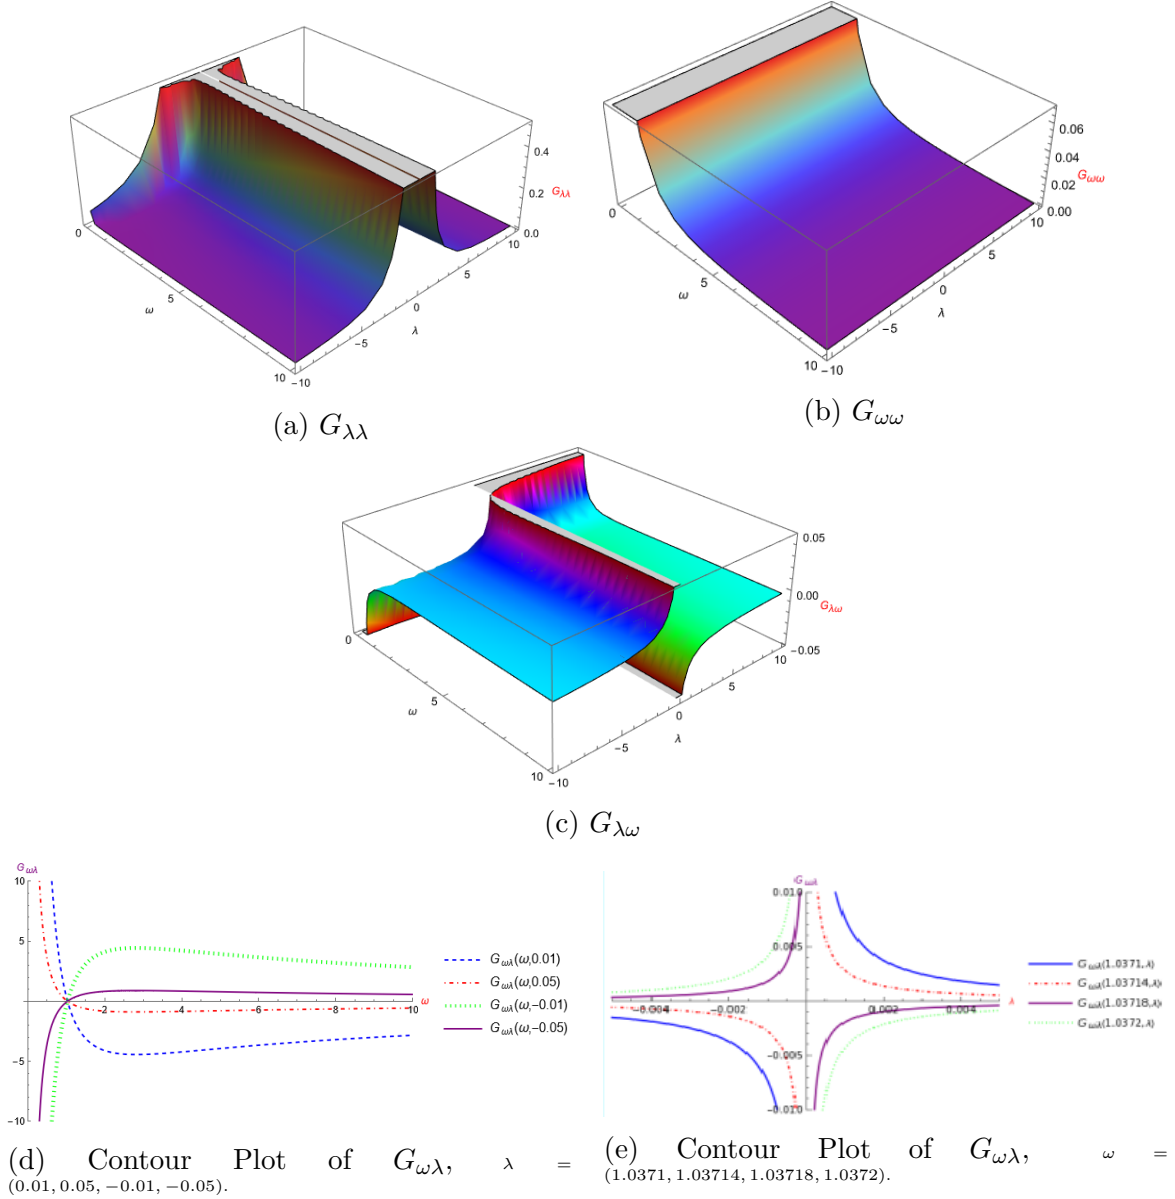 0.4
0.2
0.0
G_λλ
0
5
10
ω
-10
-5
0
5
10
λ
(a) G_λλ
0.06
0.04
0.02
0.00
G_ωω
0
5
10
ω
-10
-5
0
5
10
λ
(b) G_ωω
0.05
0.00
-0.05
G_λω
0
5
10
ω
-10
-5
0
5
10
λ
(c) G_λω
G_ωλ
10
5
-5
-10
2
4
6
8
10
ω
G_ωλ(ω,0.01)
G_ωλ(ω,0.05)
G_ωλ(ω,-0.01)
G_ωλ(ω,-0.05)
(d) Contour Plot of G_ωλ, λ =
(0.01, 0.05, −0.01, −0.05).
G_ωλ
0.010
0.005
-0.005
-0.010
-0.004
-0.002
0.002
0.004
λ
G_ωλ(1.0371,λ)
G_ωλ(1.03714,λ)
G_ωλ(1.03718,λ)
G_ωλ(1.0372,λ)
(e) Contour Plot of G_ωλ, ω =
(1.0371, 1.03714, 1.03718, 1.0372).